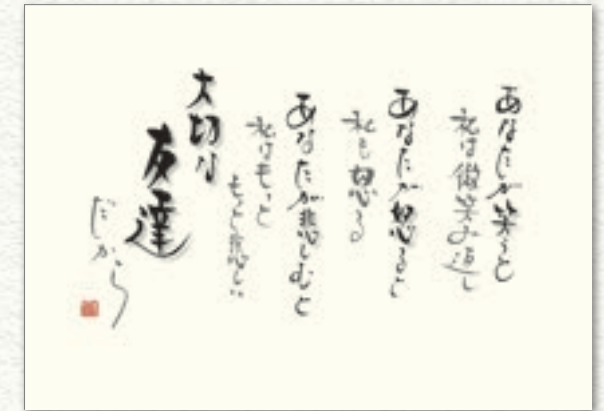 あなたが笑うと
私は微笑み返し
あなたが怒ると
私も怒る
あなたが悲しむと
私はもっと
もっと悲しい
大切な
友達
だから